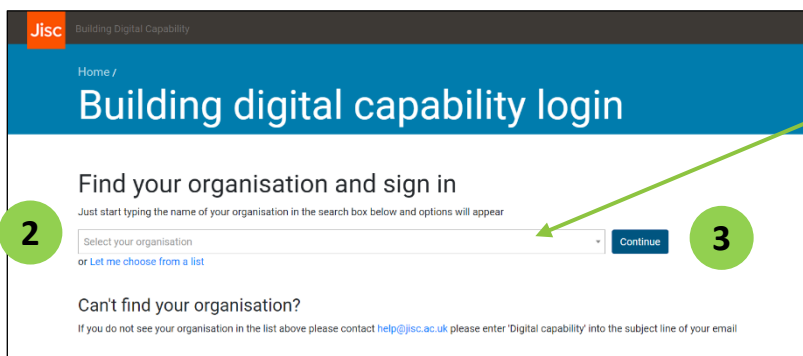 Jisc Building Digital Capability
Home /
Building digital capability login
Find your organisation and sign in
Just start typing the name of your organisation in the search box below and options will appear
2
Select your organisation Continue
3
or Let me choose from a list
Can't find your organisation?
If you do not see your organisation in the list above please contact help@jisc.ac.uk please enter 'Digital capability' into the subject line of your email